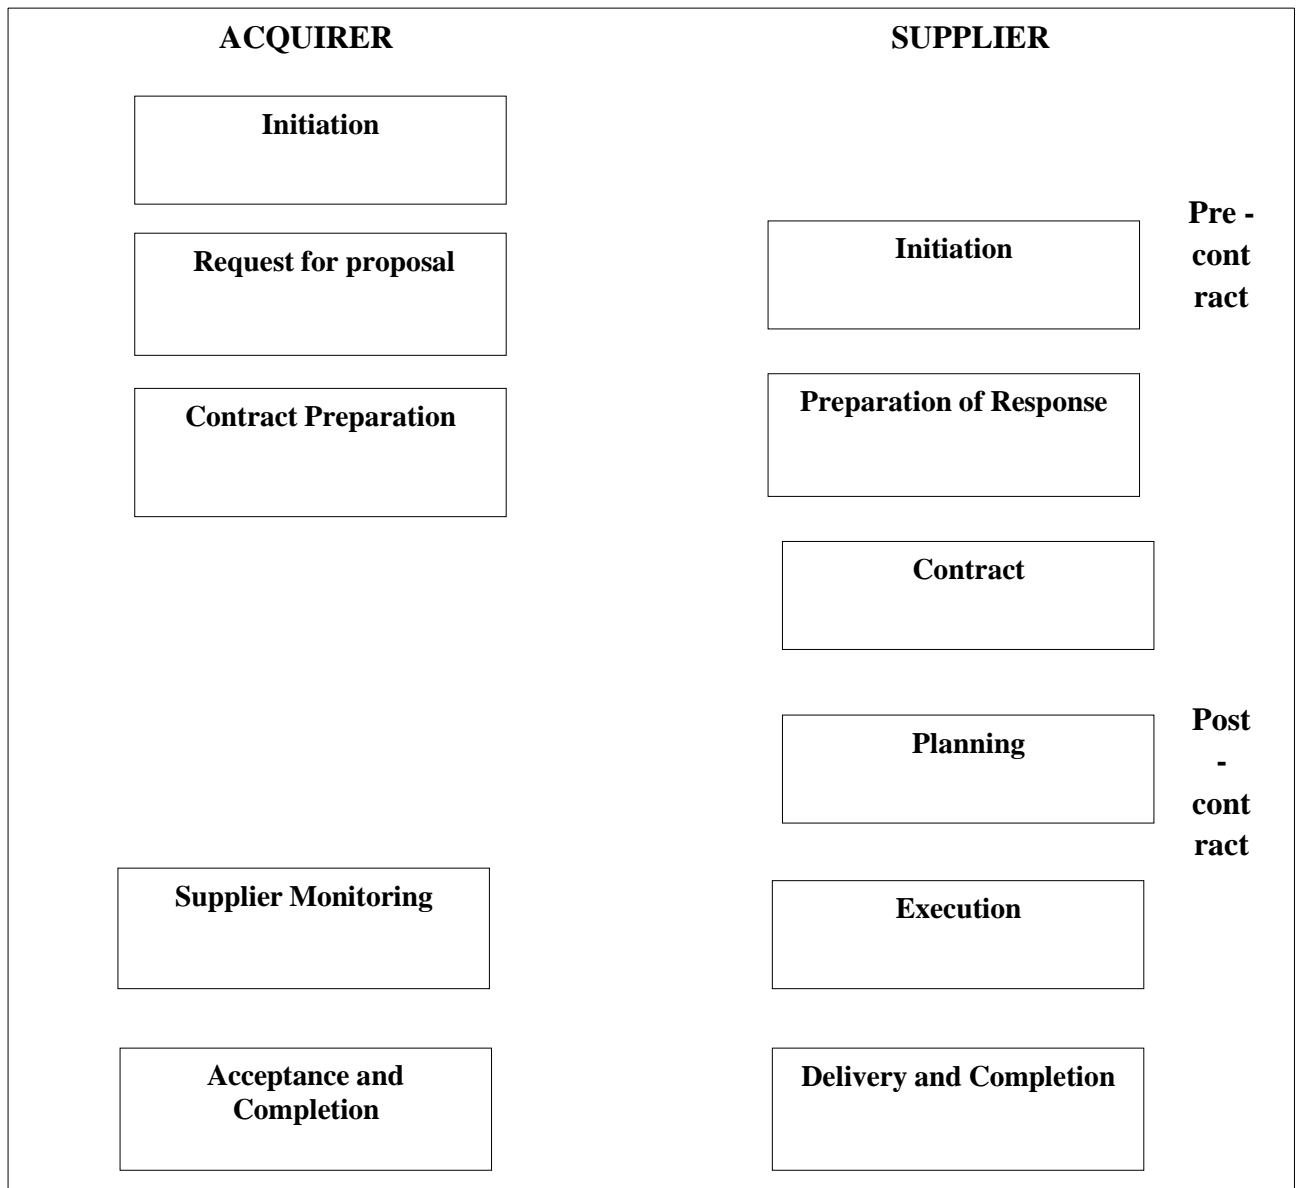 ACQUIRER
SUPPLIER
Initiation
Request for proposal
Contract Preparation
Initiation
Pre -
cont
ract
Preparation of Response
Contract
Planning
Post
-
cont
ract
Supplier Monitoring
Execution
Acceptance and
Completion
Delivery and Completion